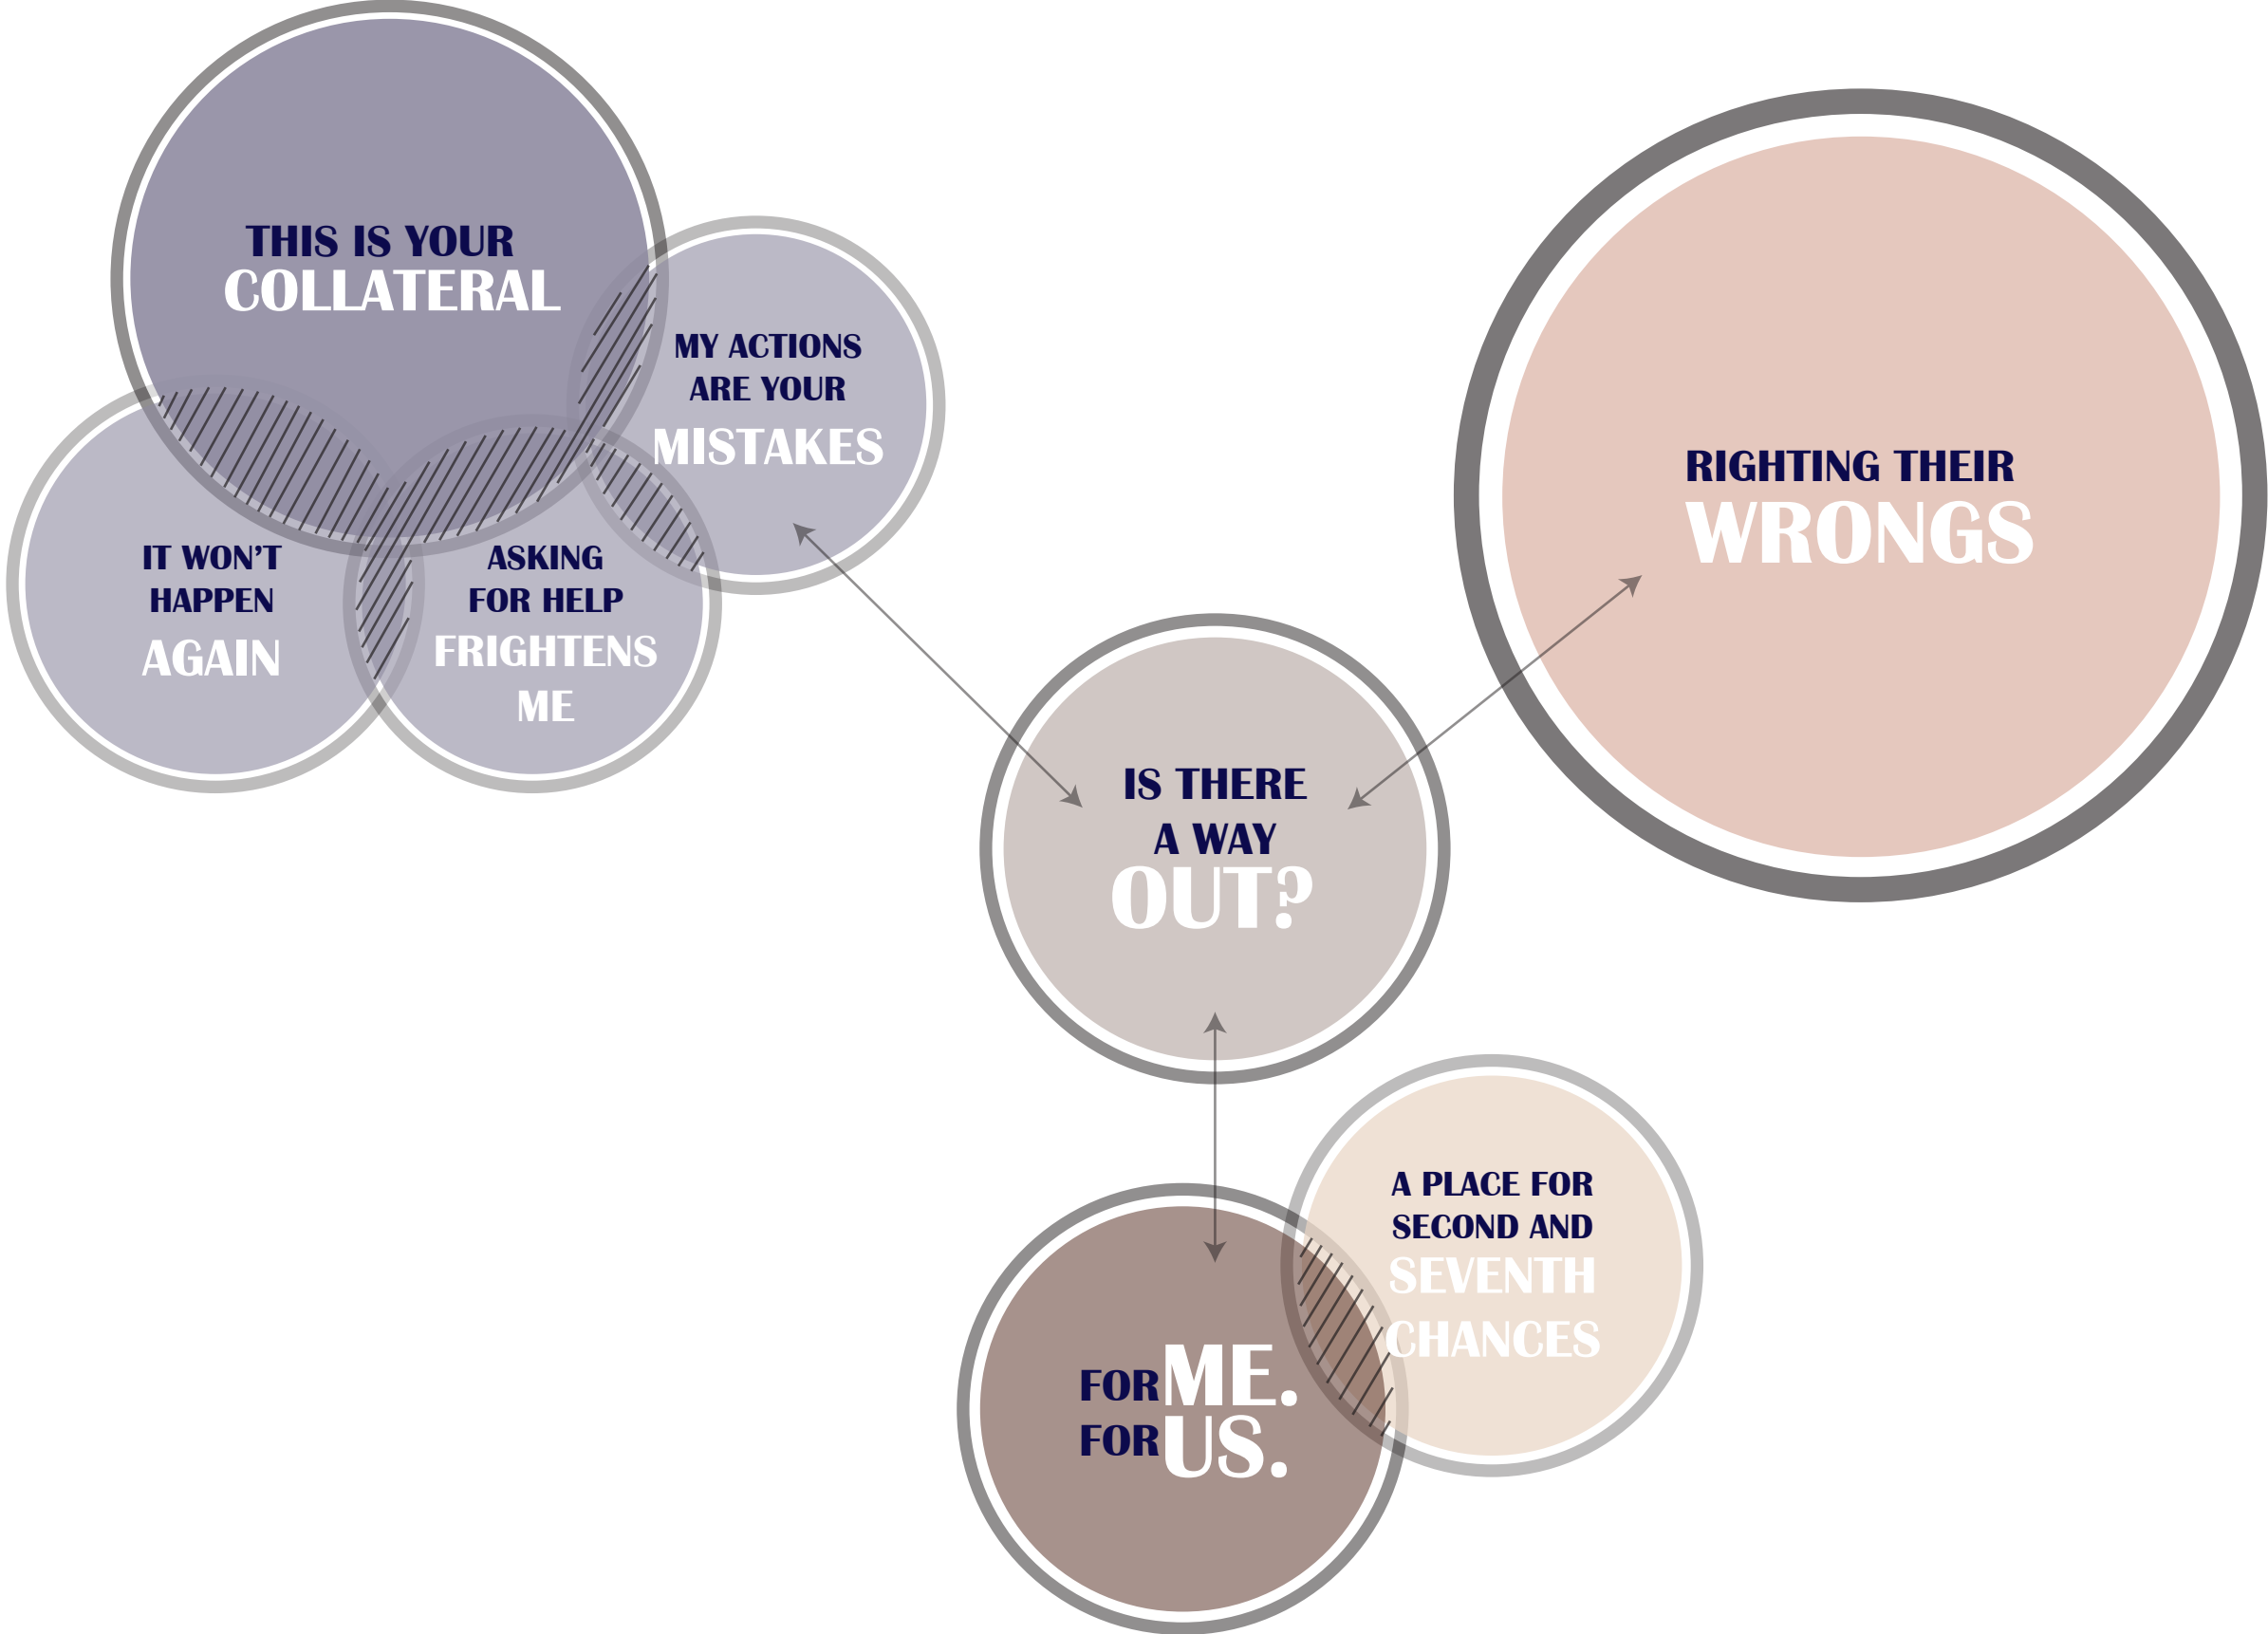 THIS IS YOUR
COLLATERAL
MY ACTIONS
ARE YOUR
MISTAKES
IT WON’T
HAPPEN
AGAIN
ASKING
FOR HELP
FRIGHTENS
ME
RIGHTING THEIR
WRONGS
IS THERE
A WAY
OUT?
A PLACE FOR
SECOND AND
SEVENTH
CHANCES
FOR ME.
FOR US.